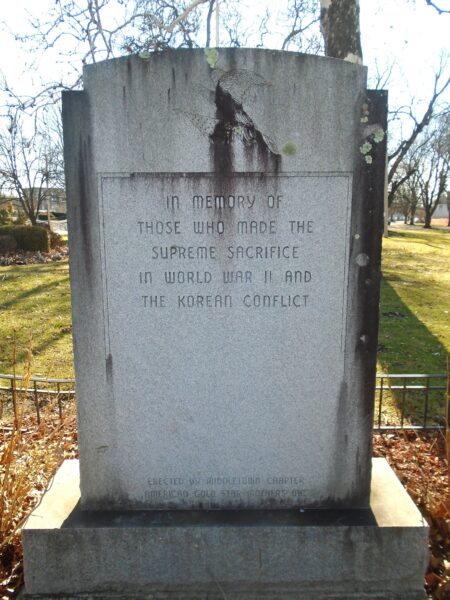 IN MEMORY OF
THOSE WHO MADE THE
SUPREME SACRIFICE
IN WORLD WAR II AND
THE KOREAN CONFLICT
ERECTED BY MIDDLETOWN CHAPTER
AMERICAN GOLD STAR MOTHERS INC.